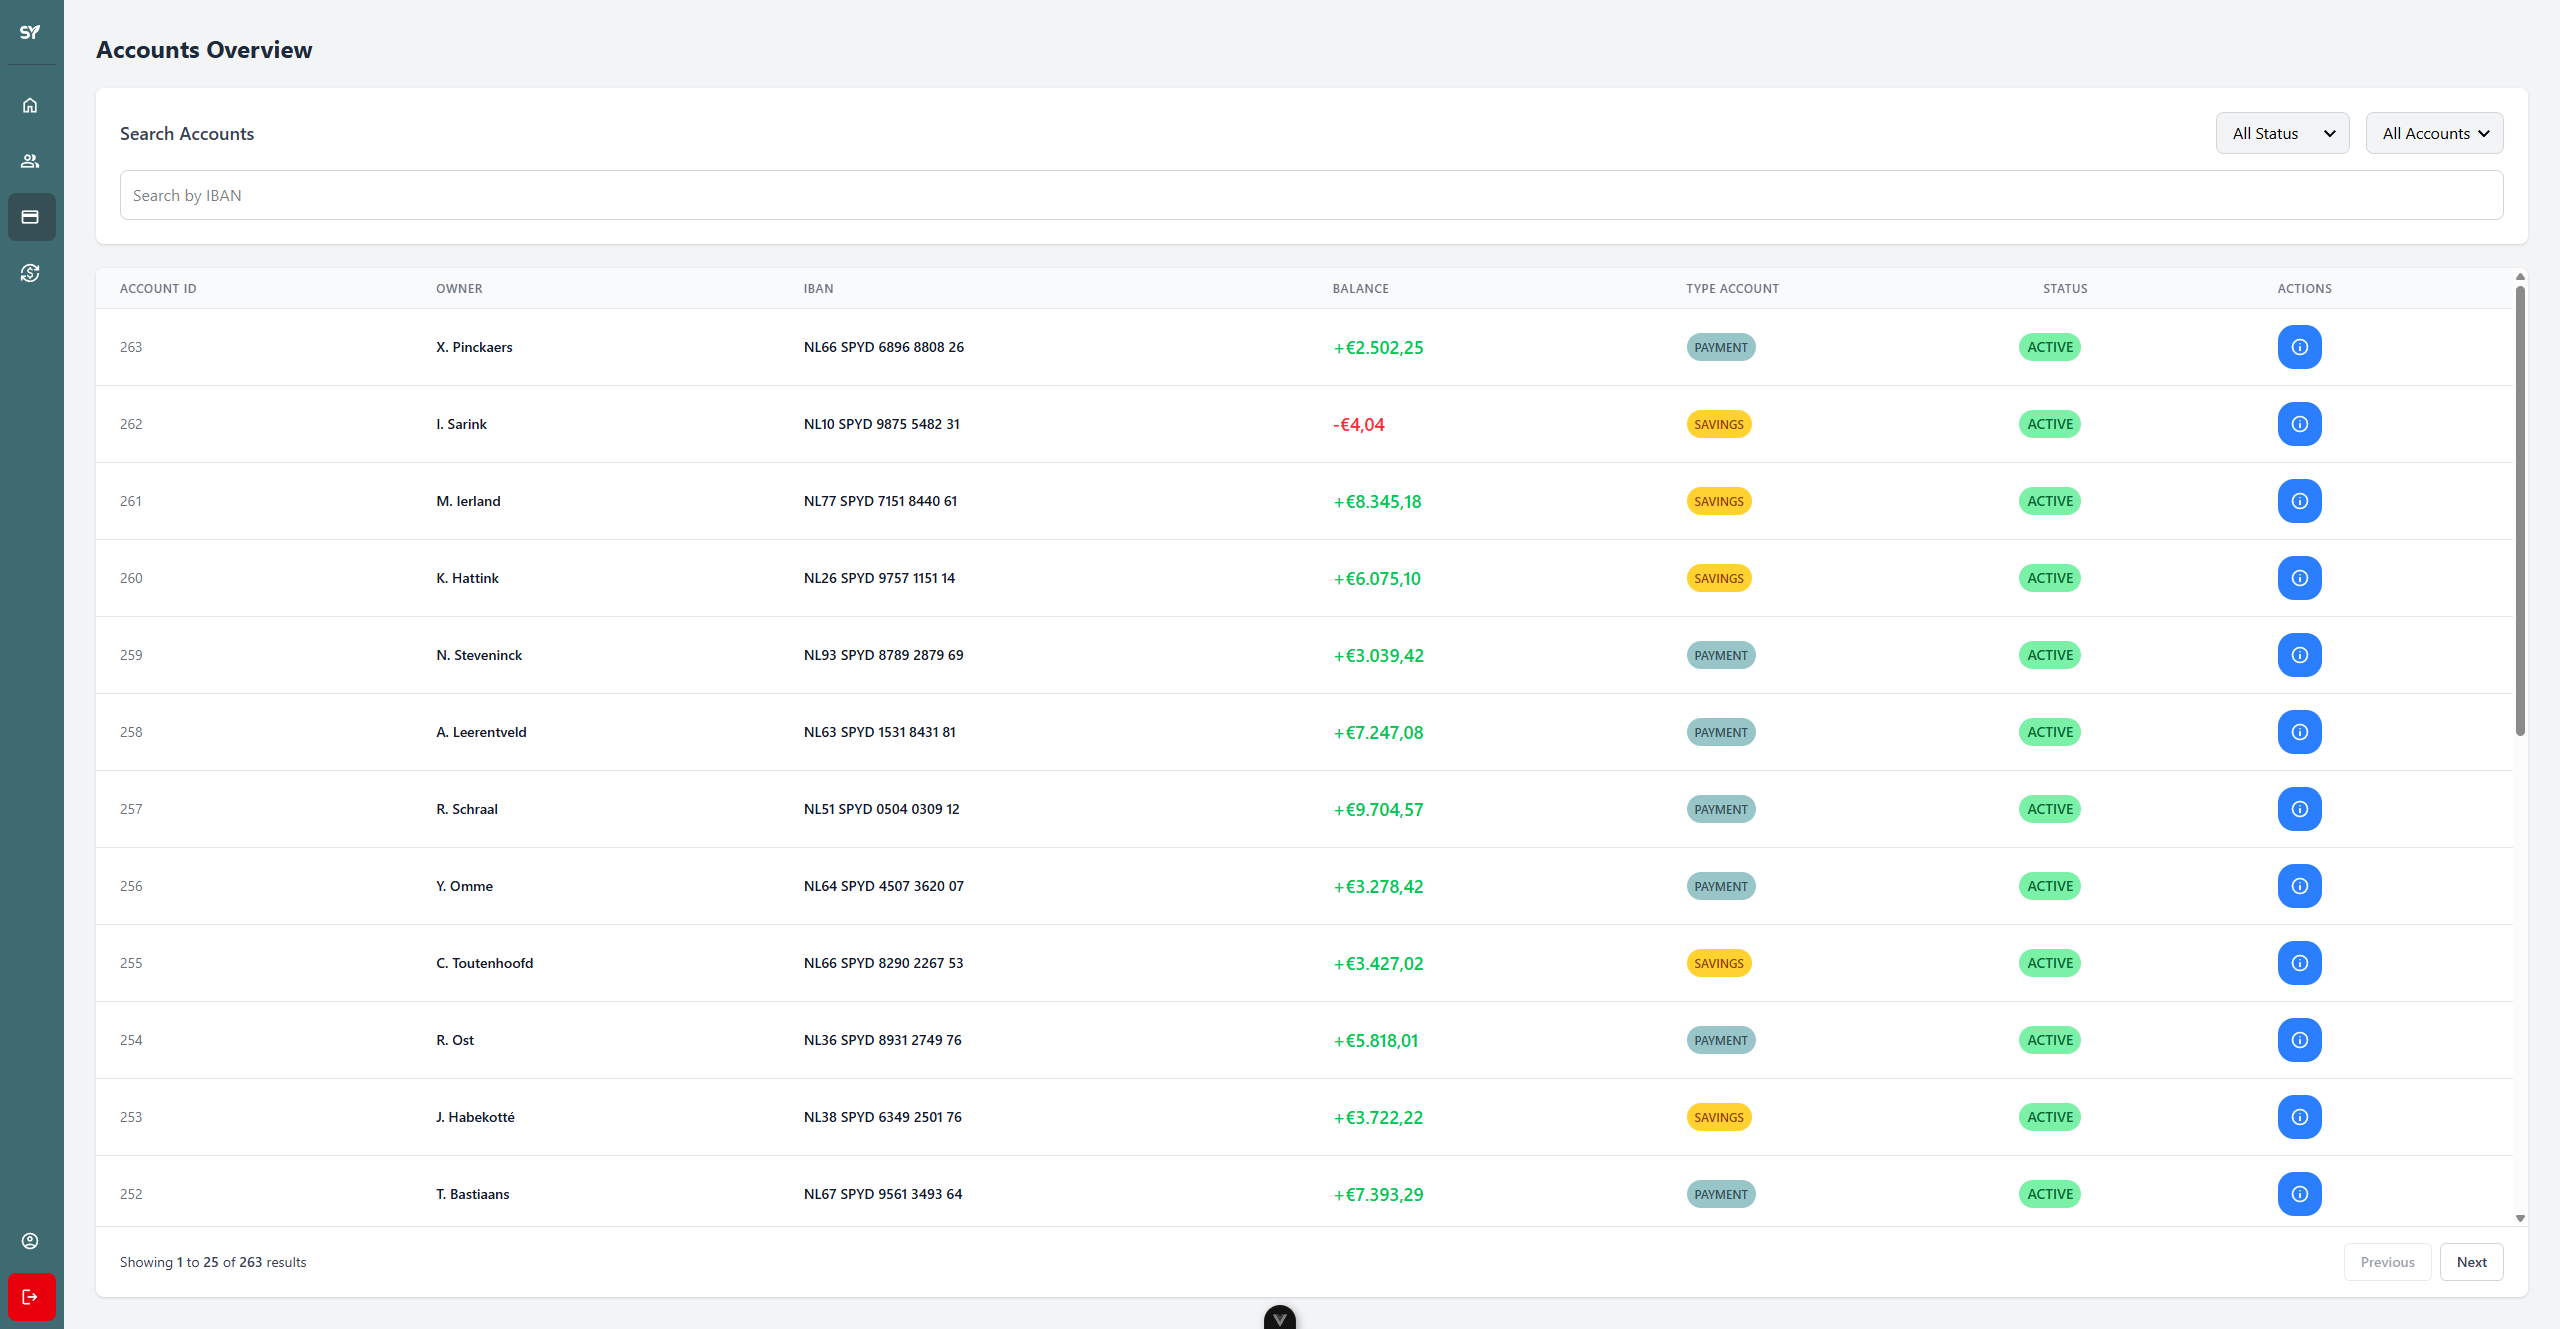 SY
Accounts Overview
Search Accounts
All Status
All Accounts
Search by IBAN
ACCOUNT ID OWNER IBAN BALANCE TYPE ACCOUNT STATUS ACTIONS
263 X. Pinckaers NL66 SPYD 6896 8808 26 +€2.502,25 PAYMENT ACTIVE
262 I. Sarink NL10 SPYD 9875 5482 31 -€4,04 SAVINGS ACTIVE
261 M. Ierland NL77 SPYD 7151 8440 61 +€8.345,18 SAVINGS ACTIVE
260 K. Hattink NL26 SPYD 9757 1151 14 +€6.075,10 SAVINGS ACTIVE
259 N. Steveninck NL93 SPYD 8789 2879 69 +€3.039,42 PAYMENT ACTIVE
258 A. Leerentveld NL63 SPYD 1531 8431 81 +€7.247,08 PAYMENT ACTIVE
257 R. Schraal NL51 SPYD 0504 0309 12 +€9.704,57 PAYMENT ACTIVE
256 Y. Omme NL64 SPYD 4507 3620 07 +€3.278,42 PAYMENT ACTIVE
255 C. Toutenhoofd NL66 SPYD 8290 2267 53 +€3.427,02 SAVINGS ACTIVE
254 R. Ost NL36 SPYD 8931 2749 76 +€5.818,01 PAYMENT ACTIVE
253 J. Habekotté NL38 SPYD 6349 2501 76 +€3.722,22 SAVINGS ACTIVE
252 T. Bastiaans NL67 SPYD 9561 3493 64 +€7.393,29 PAYMENT ACTIVE
Showing 1 to 25 of 263 results
Previous
Next